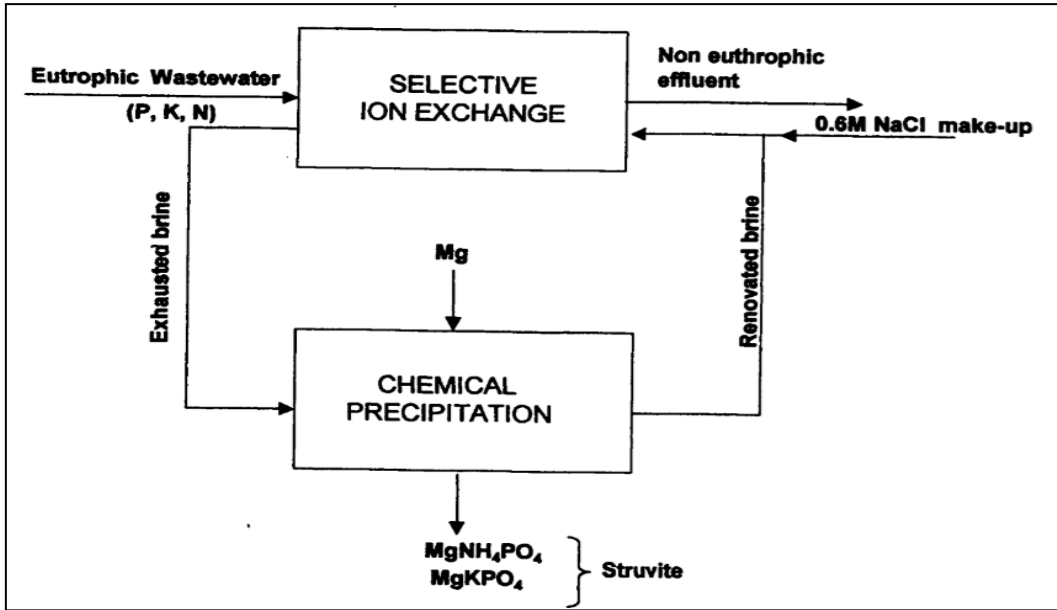 Eutrophic Wastewater
(P, K, N)
SELECTIVE
ION EXCHANGE
Non euthrophic
effluent
0.6M NaCl make-up
Exhausted brine
Mg
Renovated brine
CHEMICAL
PRECIPITATION
MgNH₄PO₄
MgKPO₄
Struvite